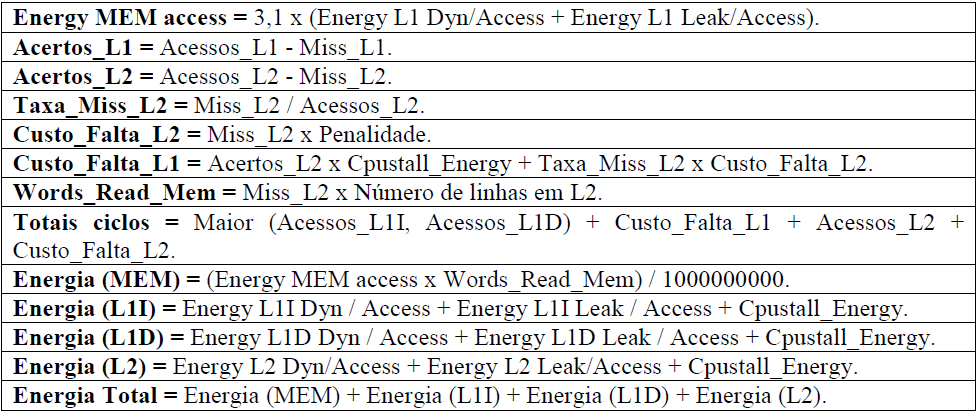 Energy MEM access = 3,1 x (Energy L1 Dyn/Access + Energy L1 Leak/Access).
Acertos_L1 = Acessos_L1 - Miss_L1.
Acertos_L2 = Acessos_L2 - Miss_L2.
Taxa_Miss_L2 = Miss_L2 / Acessos_L2.
Custo_Falta_L2 = Miss_L2 x Penalidade.
Custo_Falta_L1 = Acertos_L2 x Cpustall_Energy + Taxa_Miss_L2 x Custo_Falta_L2.
Words_Read_Mem = Miss_L2 x Número de linhas em L2.
Totais ciclos = Maior (Acessos_L1I, Acessos_L1D) + Custo_Falta_L1 + Acessos_L2 +
Custo_Falta_L2.
Energia (MEM) = (Energy MEM access x Words_Read_Mem) / 1000000000.
Energia (L1I) = Energy L1I Dyn / Access + Energy L1I Leak / Access + Cpustall_Energy.
Energia (L1D) = Energy L1D Dyn / Access + Energy L1D Leak / Access + Cpustall_Energy.
Energia (L2) = Energy L2 Dyn/Access + Energy L2 Leak/Access + Cpustall_Energy.
Energia Total = Energia (MEM) + Energia (L1I) + Energia (L1D) + Energia (L2).